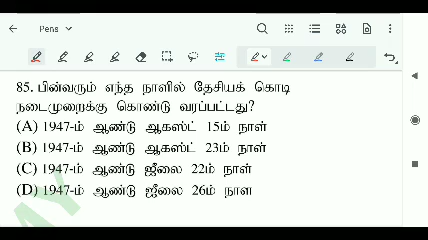 Pens
85. பின்வரும் எந்த நாளில் தேசியக் கொடி
நடைமுறைக்கு கொண்டு வரப்பட்டது?
(A) 1947-ம் ஆண்டு ஆகஸ்ட் 15ம் நாள்
(B) 1947-ம் ஆண்டு ஆகஸ்ட் 23ம் நாள்
(C) 1947-ம் ஆண்டு ஜீலை 22ம் நாள்
(D) 1947-ம் ஆண்டு ஜீலை 26ம் நாள